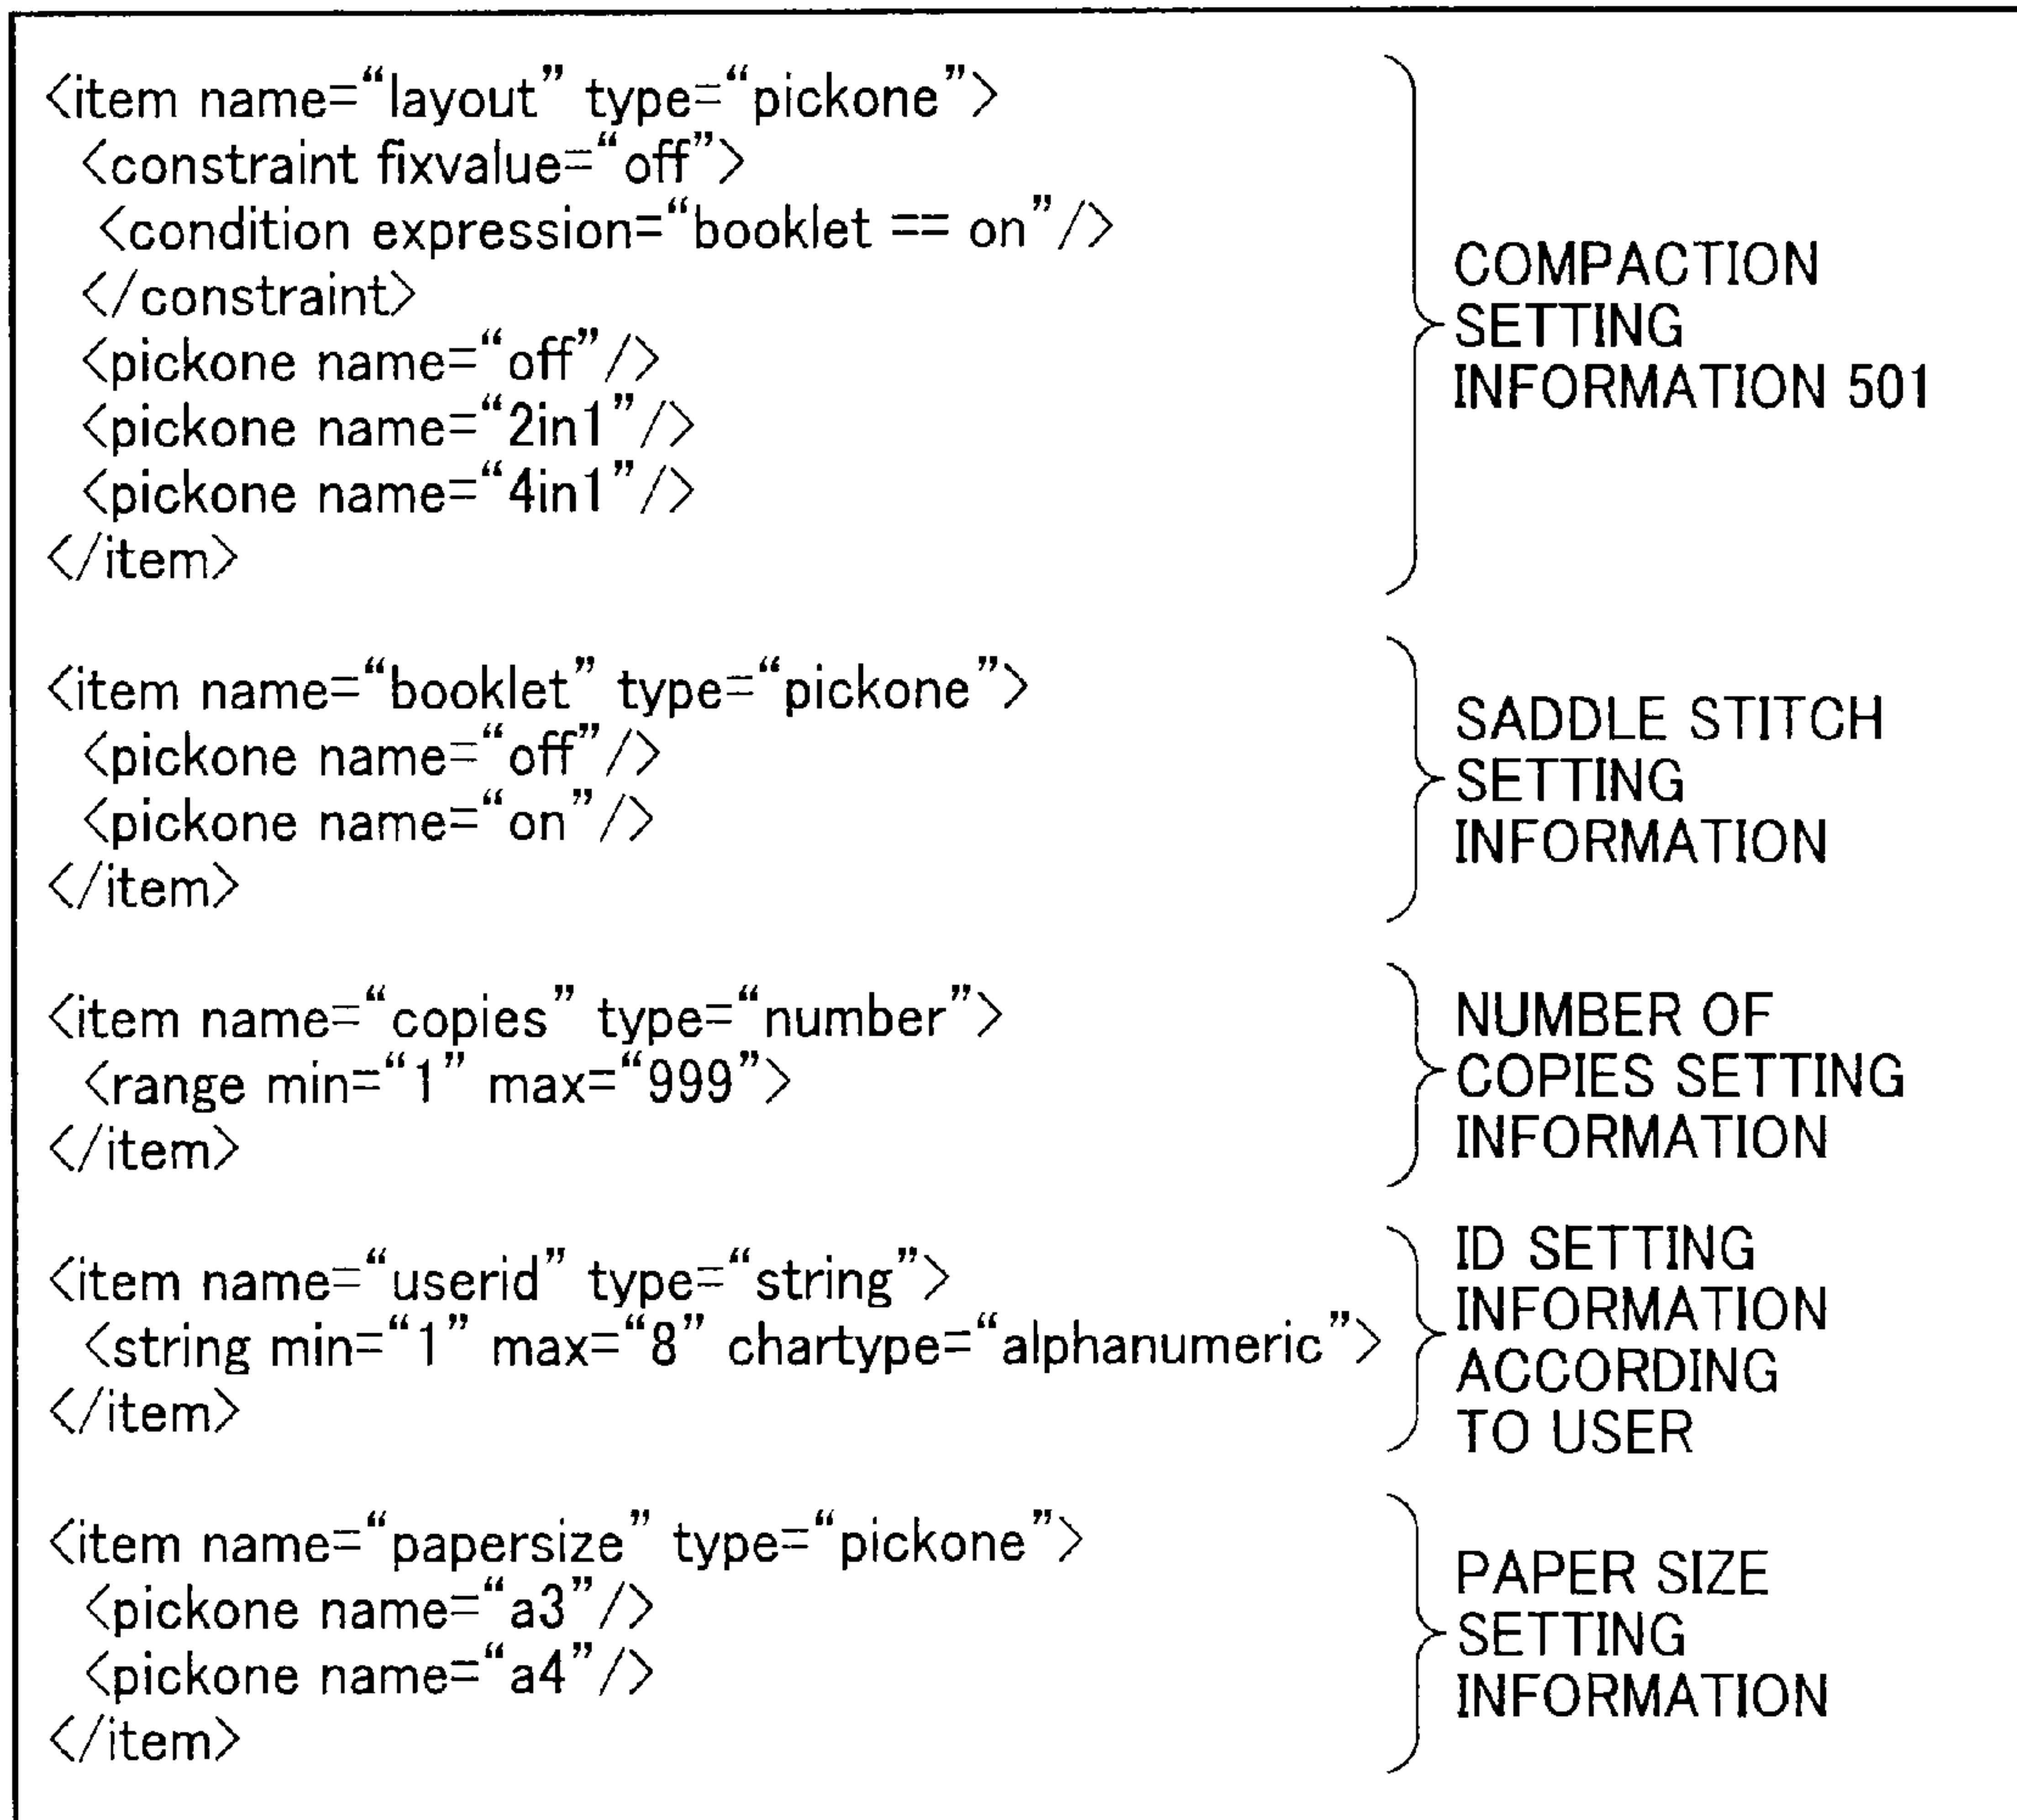 <item name=“layout” type=“pickone”>
<constraint fixvalue=“off”>
<condition expression=“booklet == on”/>
</constraint>
<pickone name=“off”/>
<pickone name=“2in1”/>
<pickone name=“4in1”/>
</item>
COMPACTION
SETTING
INFORMATION 501
<item name=“booklet” type=“pickone”>
<pickone name=“off”/>
<pickone name=“on”/>
</item>
SADDLE STITCH
SETTING
INFORMATION
<item name=“copies” type=“number”>
<range min=“1” max=“999”>
</item>
NUMBER OF
COPIES SETTING
INFORMATION
<item name=“userid” type=“string”>
<string min=“1” max=“8” chartype=“alphanumeric”>
</item>
ID SETTING
INFORMATION
ACCORDING
TO USER
<item name=“papersize” type=“pickone”>
<pickone name=“a3”/>
<pickone name=“a4”/>
</item>
PAPER SIZE
SETTING
INFORMATION